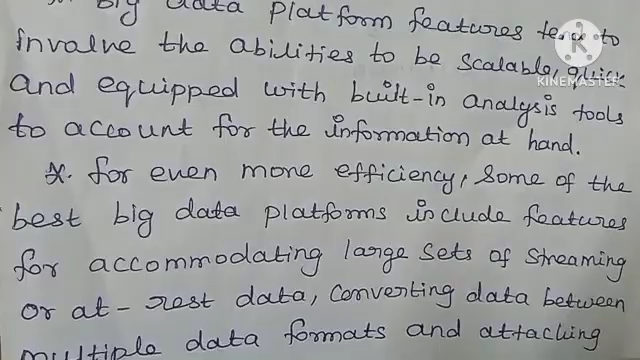 * Big data platform features tend to
involve the abilities to be scalable, quick
and equipped with built-in analysis tools
to account for the information at hand.
*. for even more efficiency, some of the
best big data platforms include features
for accommodating large sets of streaming
or at-rest data, converting data between
multiple data formats and attaching
KINEMASTER